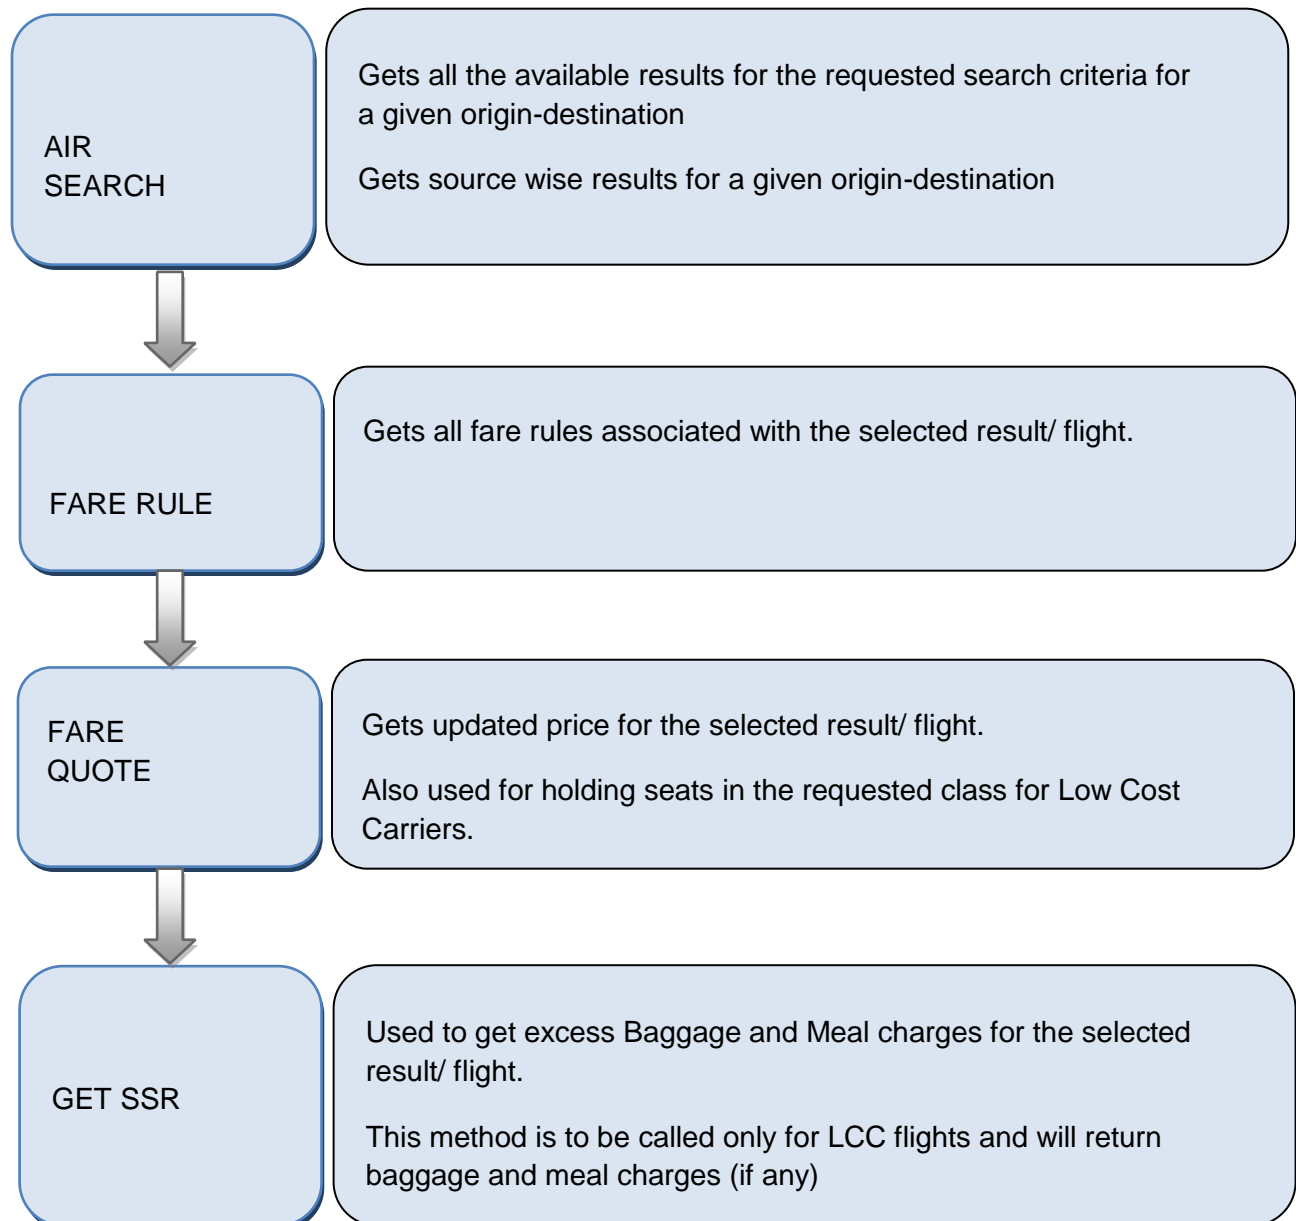 AIR
SEARCH
Gets all the available results for the requested search criteria for
a given origin-destination
Gets source wise results for a given origin-destination
FARE RULE
Gets all fare rules associated with the selected result/ flight.
FARE
QUOTE
Gets updated price for the selected result/ flight.
Also used for holding seats in the requested class for Low Cost
Carriers.
GET SSR
Used to get excess Baggage and Meal charges for the selected
result/ flight.
This method is to be called only for LCC flights and will return
baggage and meal charges (if any)